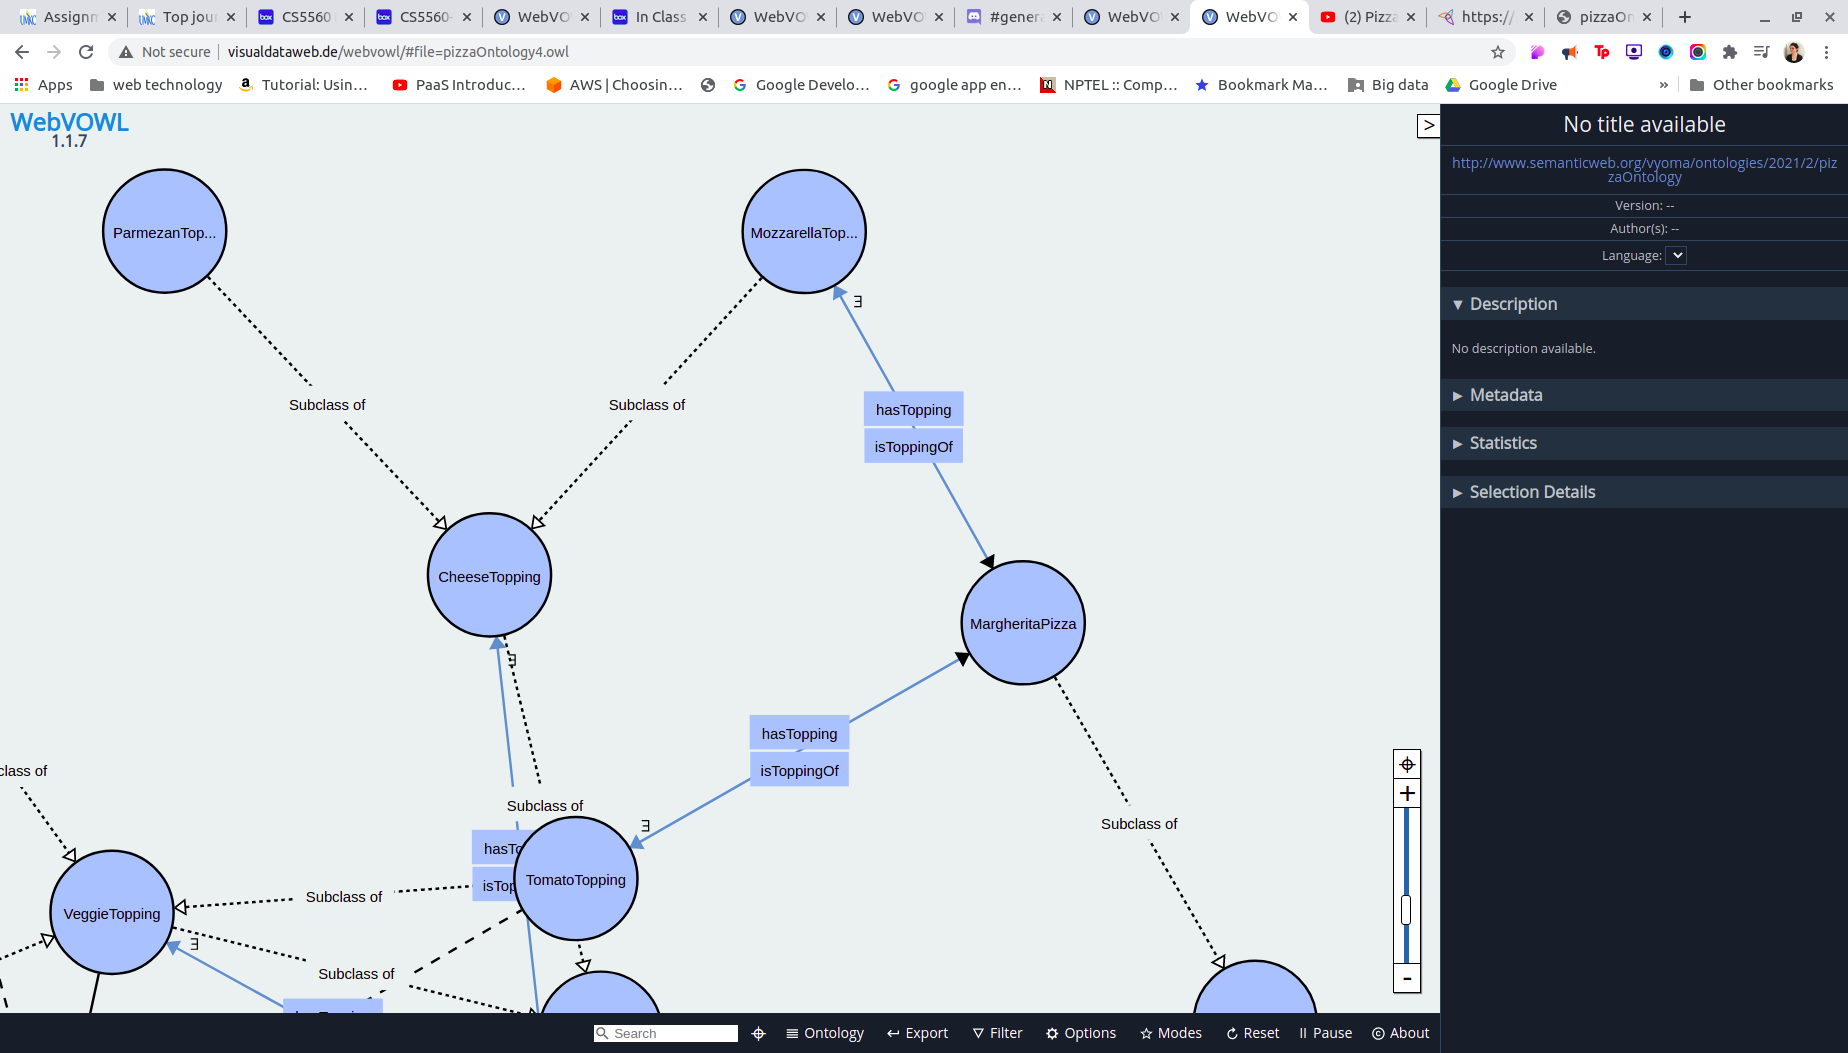 Assignm
Top jour
CS5560
CS5560-
WebVO
In Class
WebVO
WebVO
#genera
WebVO
WebVO
(2) Pizza
https://
pizzaOn
Not secure | visualdataweb.de/webvowl/#file=pizzaOntology4.owl
Apps web technology Tutorial: Usin... PaaS Introduc... AWS | Choosin... Google Develo... google app en... NPTEL :: Comp... Bookmark Ma... Big data Google Drive » Other bookmarks
WebVOWL
1.1.7
>
ParmezanTop...
MozzarellaTop...
∃
Subclass of
Subclass of
hasTopping
isToppingOf
CheeseTopping
MargheritaPizza
∃
hasTopping
isToppingOf
class of
Subclass of
∃
Subclass of
hasTo
isTop
TomatoTopping
Subclass of
VeggieTopping
∃
Subclass of
+
-
No title available
http://www.semanticweb.org/vyoma/ontologies/2021/2/piz
zaOntology
Version: --
Author(s): --
Language:
▼ Description
No description available.
► Metadata
► Statistics
► Selection Details
Search Ontology Export Filter Options Modes Reset Pause About